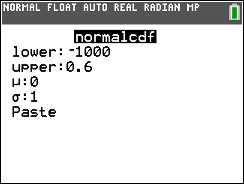 NORMAL FLOAT AUTO REAL RADIAN MP
normalcdf
lower:-1000
upper:0.6
μ:0
σ:1
Paste